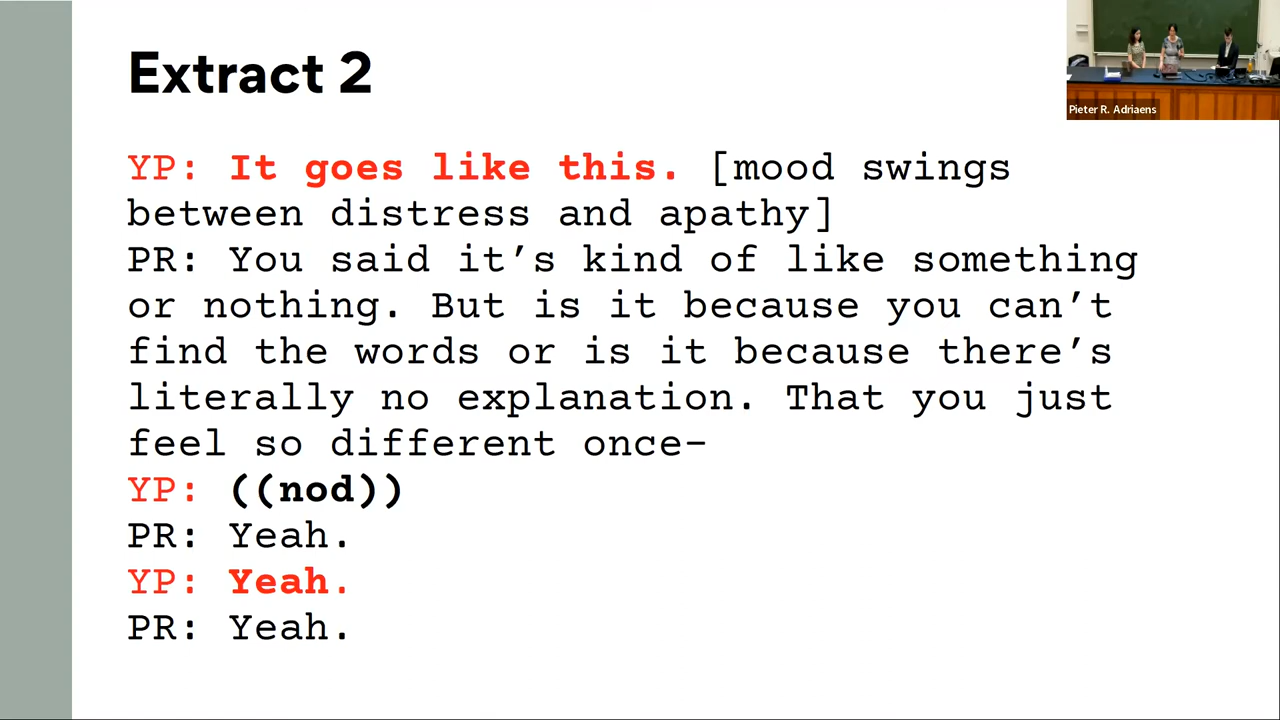 Extract 2
Pieter R. Adriaens
YP: It goes like this. [mood swings
between distress and apathy]
PR: You said it’s kind of like something
or nothing. But is it because you can’t
find the words or is it because there’s
literally no explanation. That you just
feel so different once-
YP: ((nod))
PR: Yeah.
YP: Yeah.
PR: Yeah.